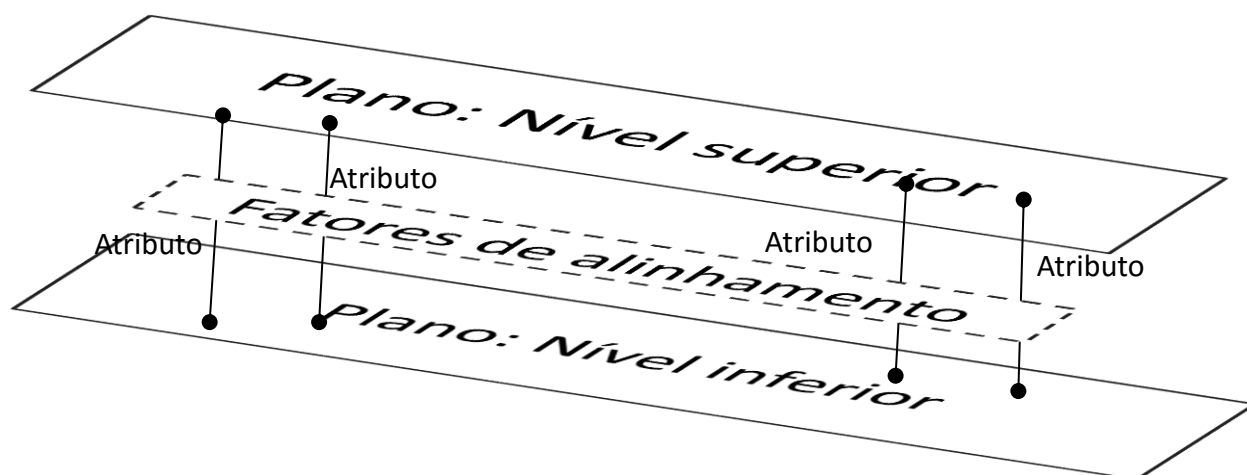 Plano: Nível superior
Atributo
Fatores de alinhamento
Atributo
Atributo
Atributo
Plano: Nível inferior